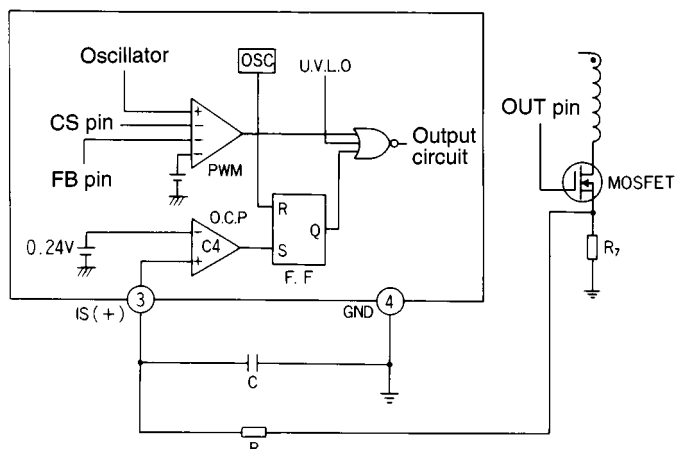 Oscillator
OSC
U.V.L.O
CS pin
FB pin
+
−
−
−
PWM
Output
circuit
OUT pin
MOSFET
R₇
O.C.P
0.24V
−
+
C4
R
S
Q
F.F
3
IS(+)
GND
4
C
R